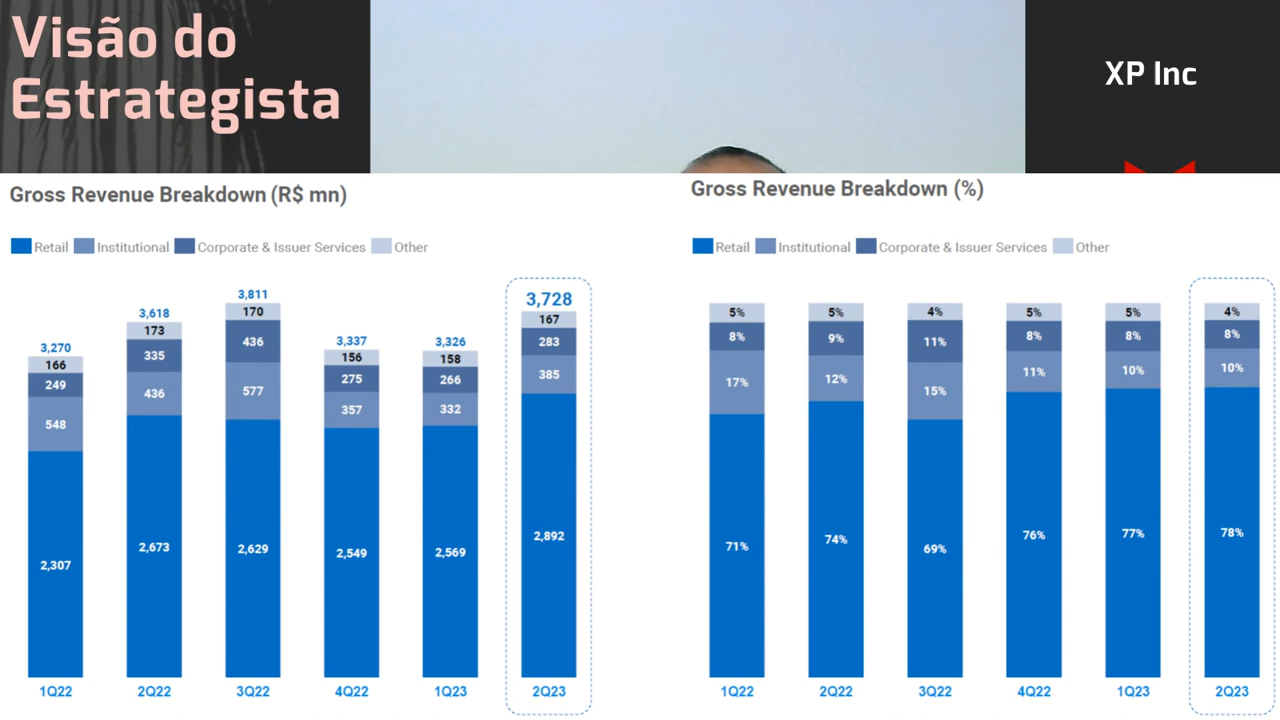 Visão do
Estrategista
XP Inc
Gross Revenue Breakdown (R$ mn)
Retail Institutional Corporate & Issuer Services Other
3,270 3,618 3,811 3,337 3,326 3,728
166 173 170 156 158 167
249 335 436 275 266 283
548 436 577 357 332 385
2,307 2,673 2,629 2,549 2,569 2,892
1Q22 2Q22 3Q22 4Q22 1Q23 2Q23
Gross Revenue Breakdown (%)
Retail Institutional Corporate & Issuer Services Other
5% 5% 4% 5% 5% 4%
8% 9% 11% 8% 8% 8%
17% 12% 15% 11% 10% 10%
71% 74% 69% 76% 77% 78%
1Q22 2Q22 3Q22 4Q22 1Q23 2Q23